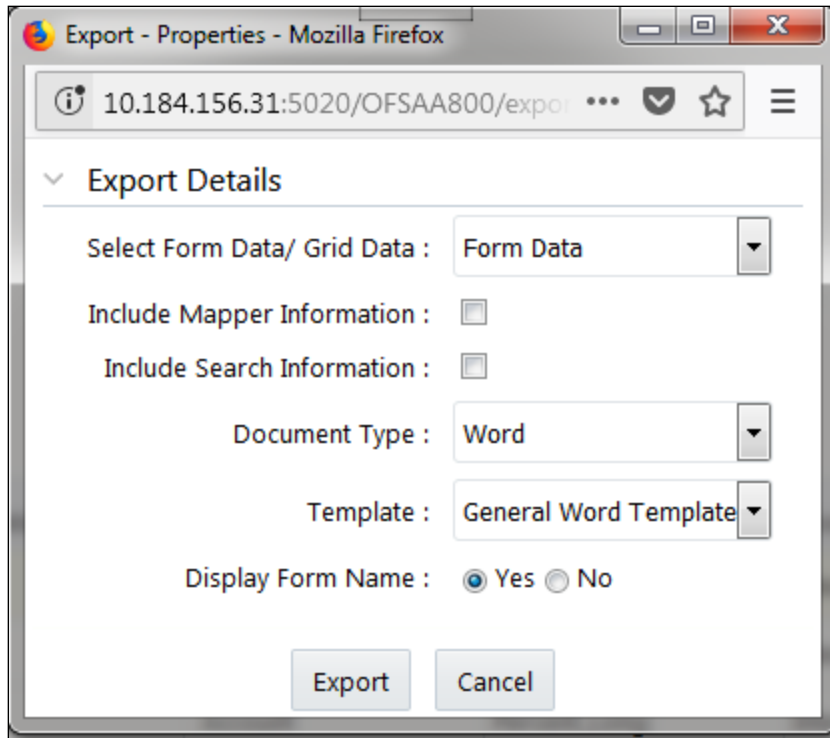 Export - Properties - Mozilla Firefox
10.184.156.31:5020/OFSAA800/expor
Export Details
Select Form Data/ Grid Data : Form Data
Include Mapper Information :
Include Search Information :
Document Type : Word
Template : General Word Template
Display Form Name : Yes No
Export Cancel